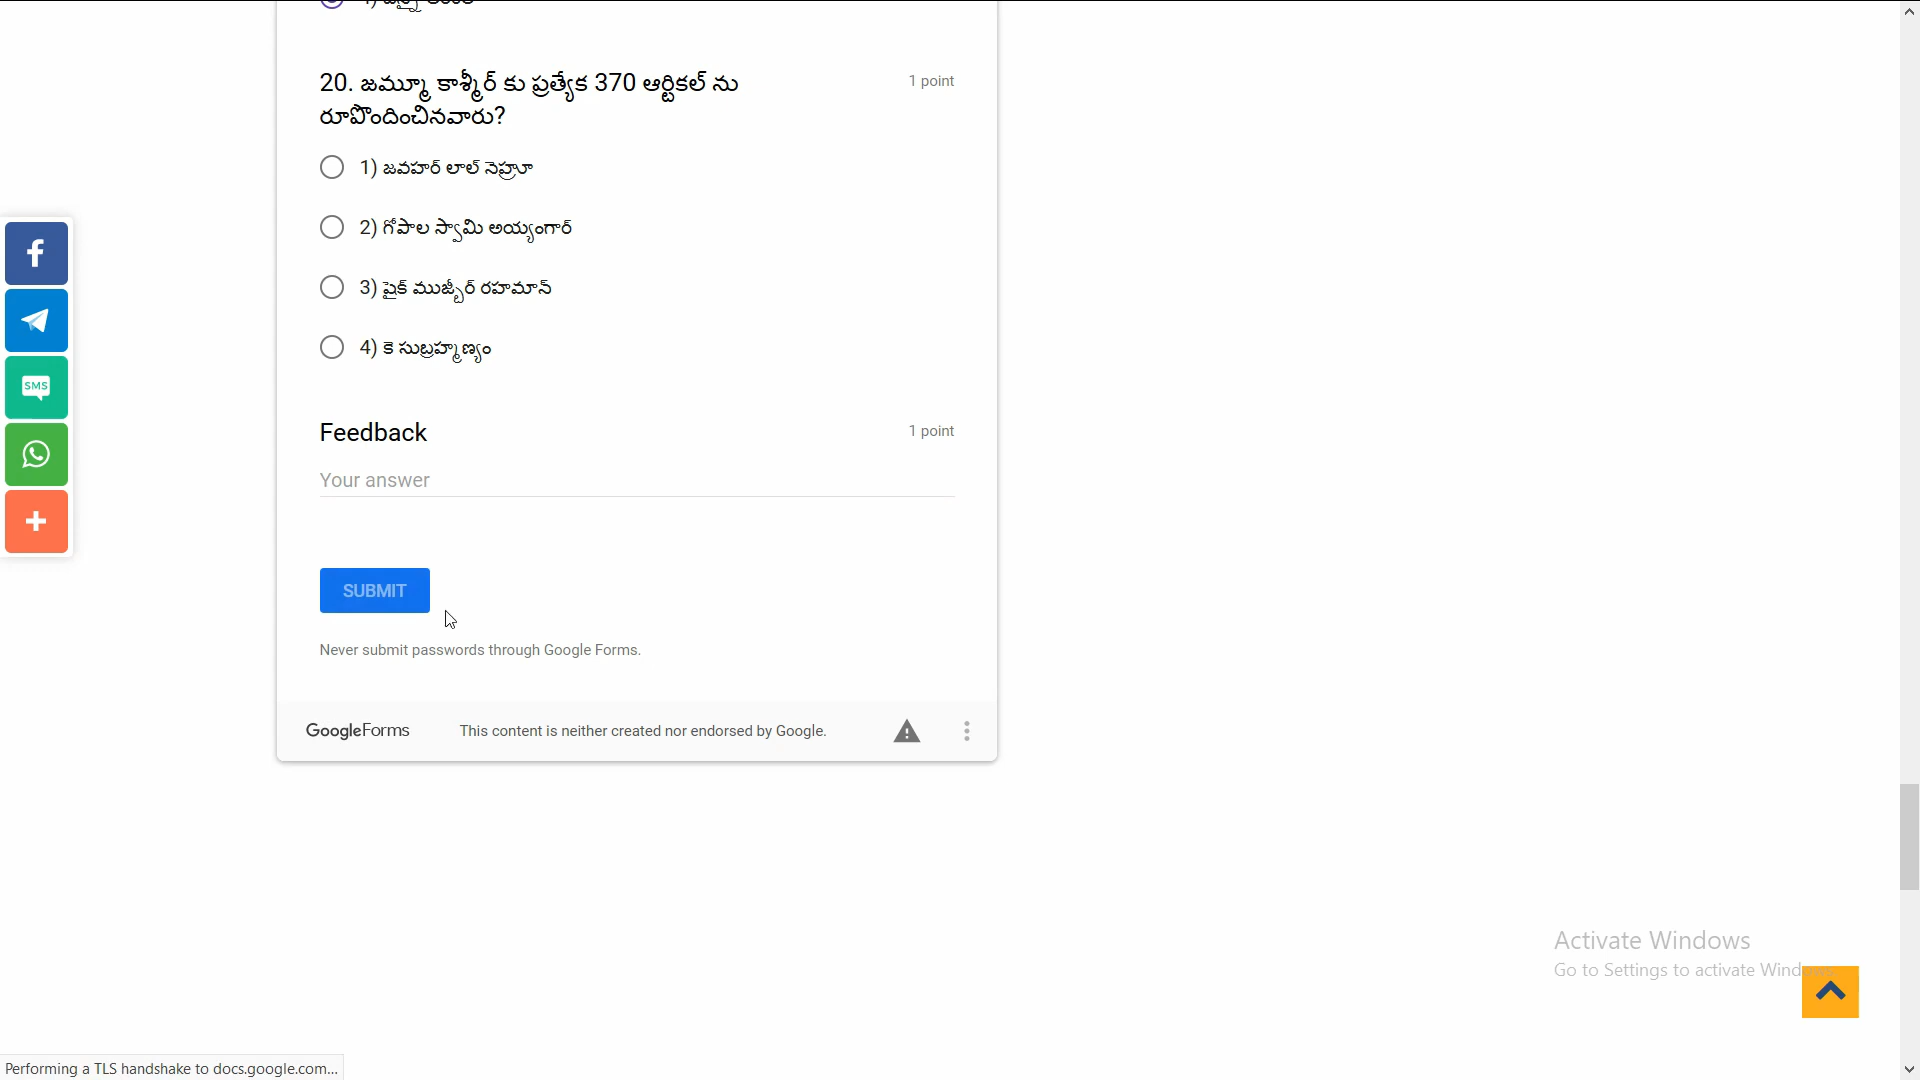 20. జమ్మూ కాశ్మీర్ కు ప్రత్యేక 370 ఆర్టికల్ ను
రూపొందించినవారు?
1 point
1) జవహర్ లాల్ నెహ్రూ
2) గోపాల స్వామి అయ్యంగార్
3) షైక్ ముజ్బీర్ రహమాన్
4) కె సుబ్రహ్మణ్యం
Feedback
1 point
Your answer
SUBMIT
Never submit passwords through Google Forms.
GoogleForms
This content is neither created nor endorsed by Google.
SMS
Activate Windows
Go to Settings to activate
Performing a TLS handshake to docs.google.com...